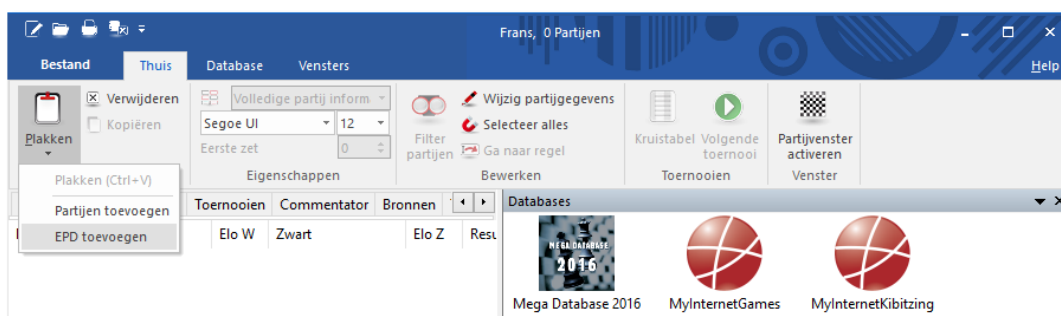 Frans, 0 Partijen
Bestand Thuis Database Vensters Help
Plakken
Verwijderen
Kopiëren
Volledige partij inform
Segoe UI 12
Eerste zet 0
Eigenschappen
Filter partijen
Wijzig partijgegevens
Selecteer alles
Ga naar regel
Bewerken
Kruistabel
Volgende toernooi
Toernooien
Partijvenster activeren
Venster
Plakken (Ctrl+V)
Partijen toevoegen
EPD toevoegen
Toernooien Commentator Bronnen
Elo W Zwart Elo Z Resu
Databases
MEGA DATABASE
2016
Mega Database 2016 MyInternetGames MyInternetKibitzing